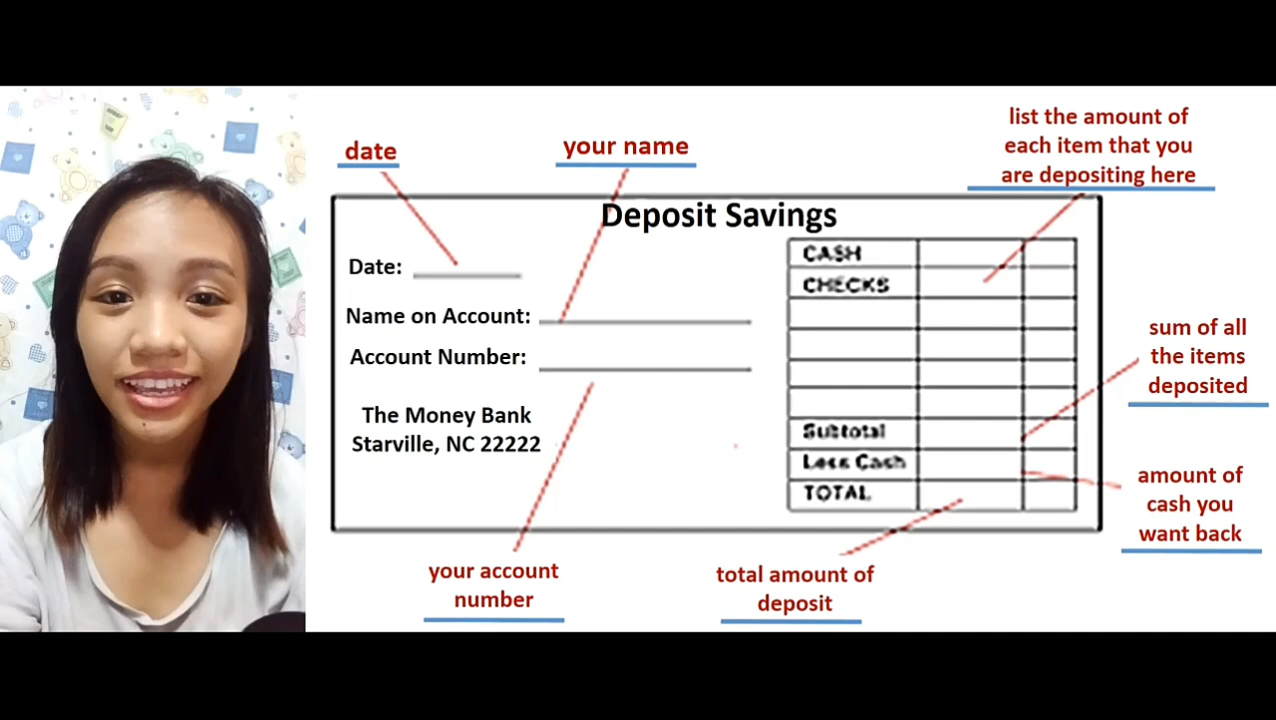 list the amount of
each item that you
are depositing here
date
your name
Deposit Savings
Date:
Name on Account:
Account Number:
The Money Bank
Starville, NC 22222
CASH
CHECKS
Subtotal
Less Cash
TOTAL
sum of all
the items
deposited
amount of
cash you
want back
your account
number
total amount of
deposit